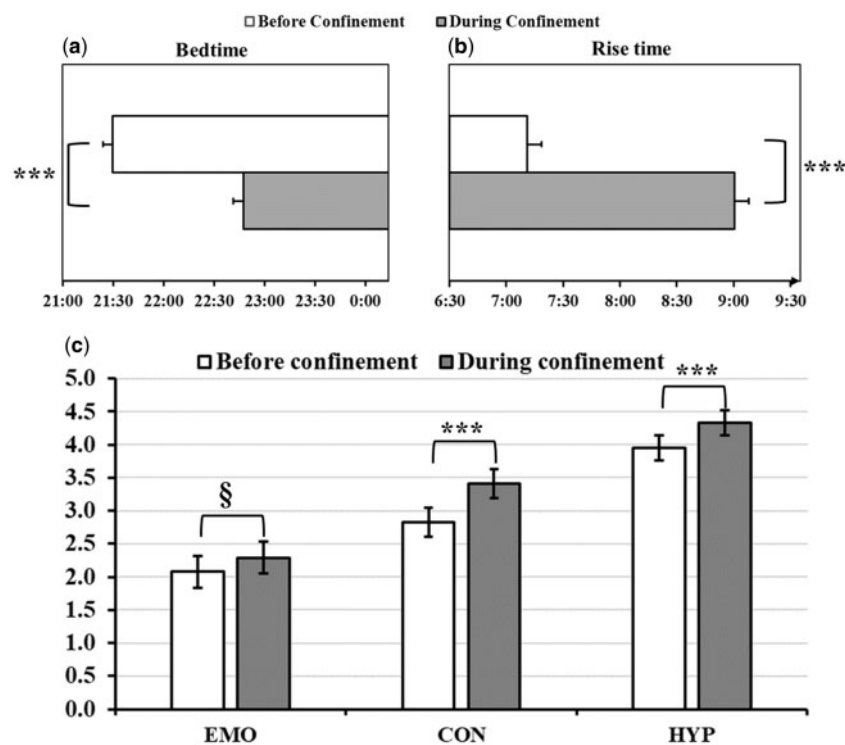 Before Confinement During Confinement
(a) Bedtime
(b) Rise time
***
***
21:00 21:30 22:00 22:30 23:00 23:30 0:00
6:30 7:00 7:30 8:00 8:30 9:00 9:30
(c)
Before confinement During confinement
5.0
4.5
4.0
3.5
3.0
2.5
2.0
1.5
1.0
0.5
0.0
§
***
***
EMO CON HYP